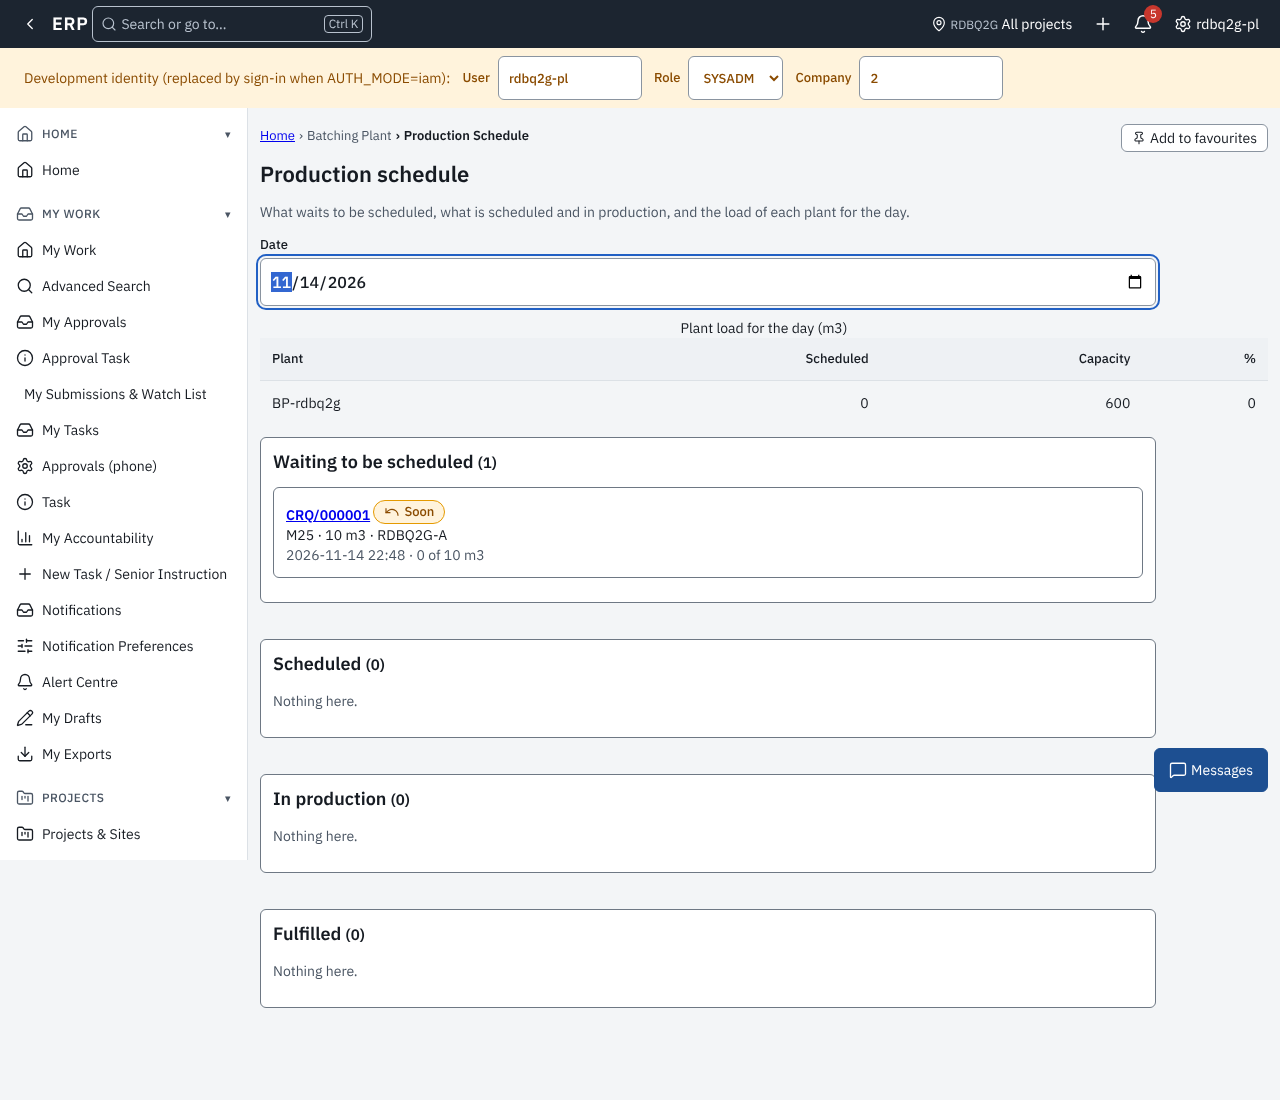 ERP
Search or go to...
Ctrl K
RDBQ2G All projects
5
rdbq2g-pl
Development identity (replaced by sign-in when AUTH_MODE=iam):
User
rdbq2g-pl
Role
SYSADM
Company
2
HOME
Home
MY WORK
My Work
Advanced Search
My Approvals
Approval Task
My Submissions & Watch List
My Tasks
Approvals (phone)
Task
My Accountability
New Task / Senior Instruction
Notifications
Notification Preferences
Alert Centre
My Drafts
My Exports
PROJECTS
Projects & Sites
Home › Batching Plant › Production Schedule
Add to favourites
Production schedule
What waits to be scheduled, what is scheduled and in production, and the load of each plant for the day.
Date
11/14/2026
Plant load for the day (m3)
Plant Scheduled Capacity %
BP-rdbq2g 0 600 0
Waiting to be scheduled (1)
CRQ/000001 Soon
M25 · 10 m3 · RDBQ2G-A
2026-11-14 22:48 · 0 of 10 m3
Scheduled (0)
Nothing here.
In production (0)
Nothing here.
Fulfilled (0)
Nothing here.
Messages